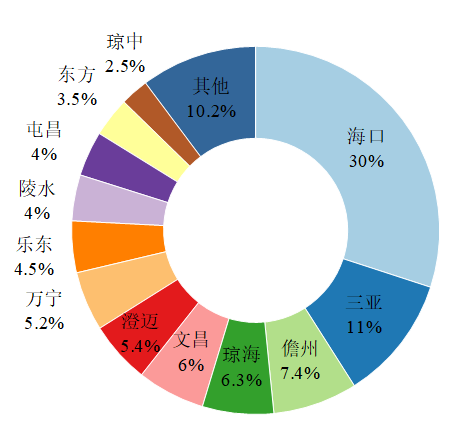 海口
30%
三亚
11%
儋州
7.4%
琼海
6.3%
文昌
6%
澄迈
5.4%
万宁
5.2%
乐东
4.5%
陵水
4%
屯昌
4%
东方
3.5%
琼中
2.5%
其他
10.2%